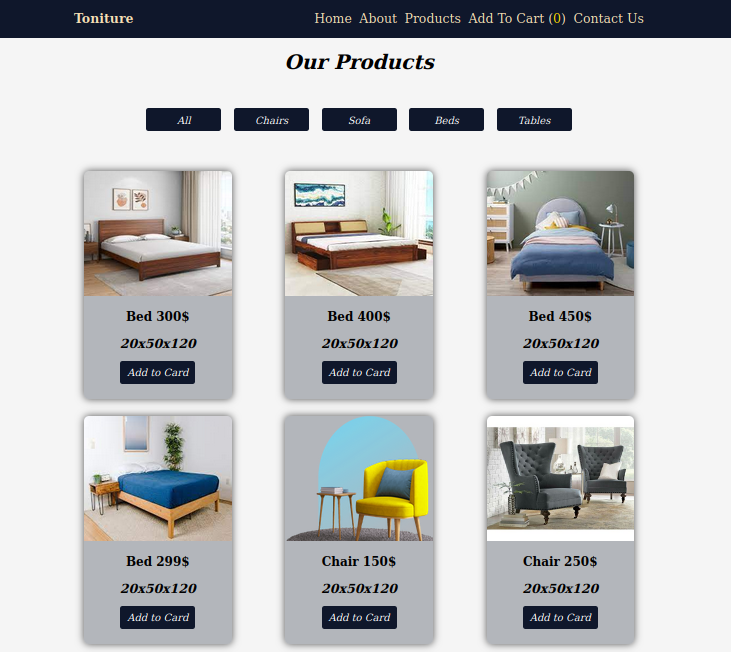 Toniture Home About Products Add To Cart (0) Contact Us
Our Products
All Chairs Sofa Beds Tables
Bed 300$ Bed 400$ Bed 450$
20x50x120 20x50x120 20x50x120
Add to Card Add to Card Add to Card
Bed 299$ Chair 150$ Chair 250$
20x50x120 20x50x120 20x50x120
Add to Card Add to Card Add to Card